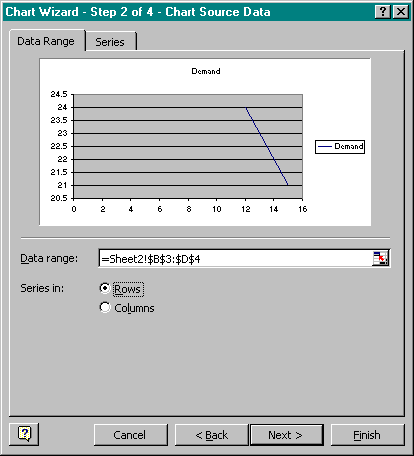 Chart Wizard - Step 2 of 4 - Chart Source Data
Data Range
Series
Demand
24.5
24
23.5
23
22.5
22
21.5
21
20.5
0 2 4 6 8 10 12 14 16
Demand
Data range:
=Sheet2!$B$3:$D$4
Series in:
Rows
Columns
Cancel
< Back
Next >
Finish